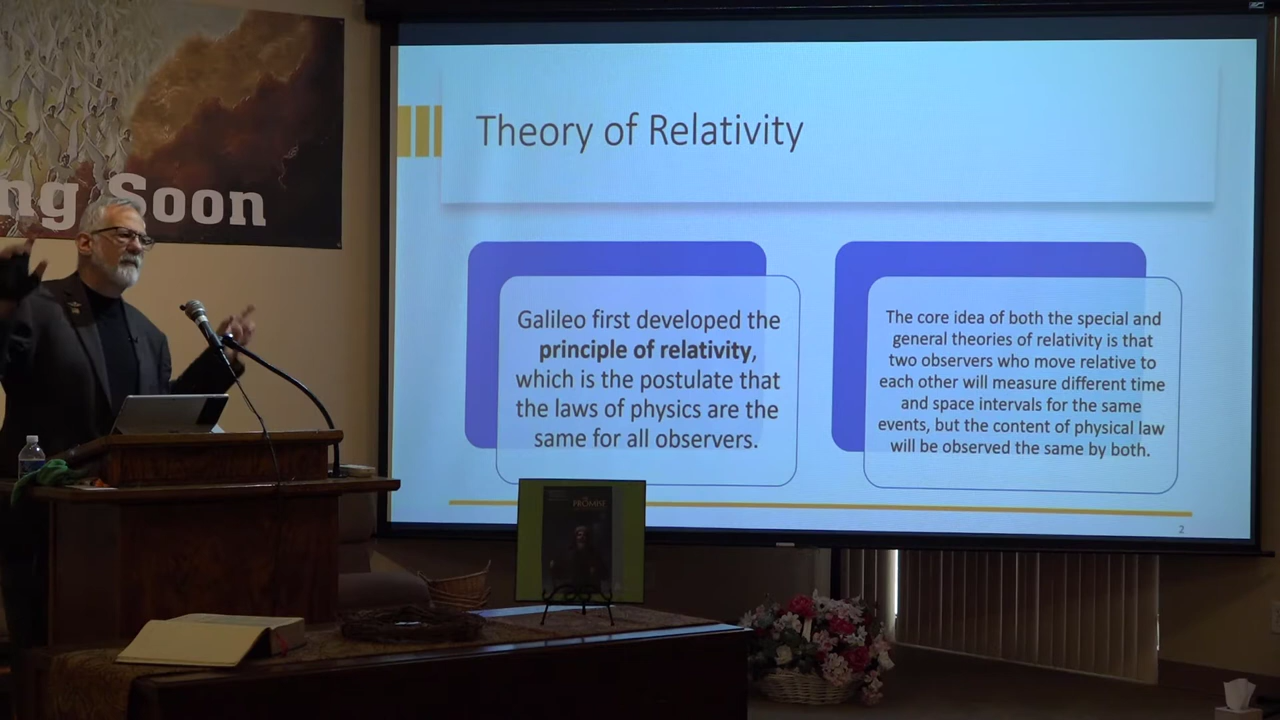 ng Soon
Theory of Relativity
Galileo first developed the
principle of relativity,
which is the postulate that
the laws of physics are the
same for all observers.
The core idea of both the special and
general theories of relativity is that
two observers who move relative to
each other will measure different time
and space intervals for the same
events, but the content of physical law
will be observed the same by both.
2
PROMISE